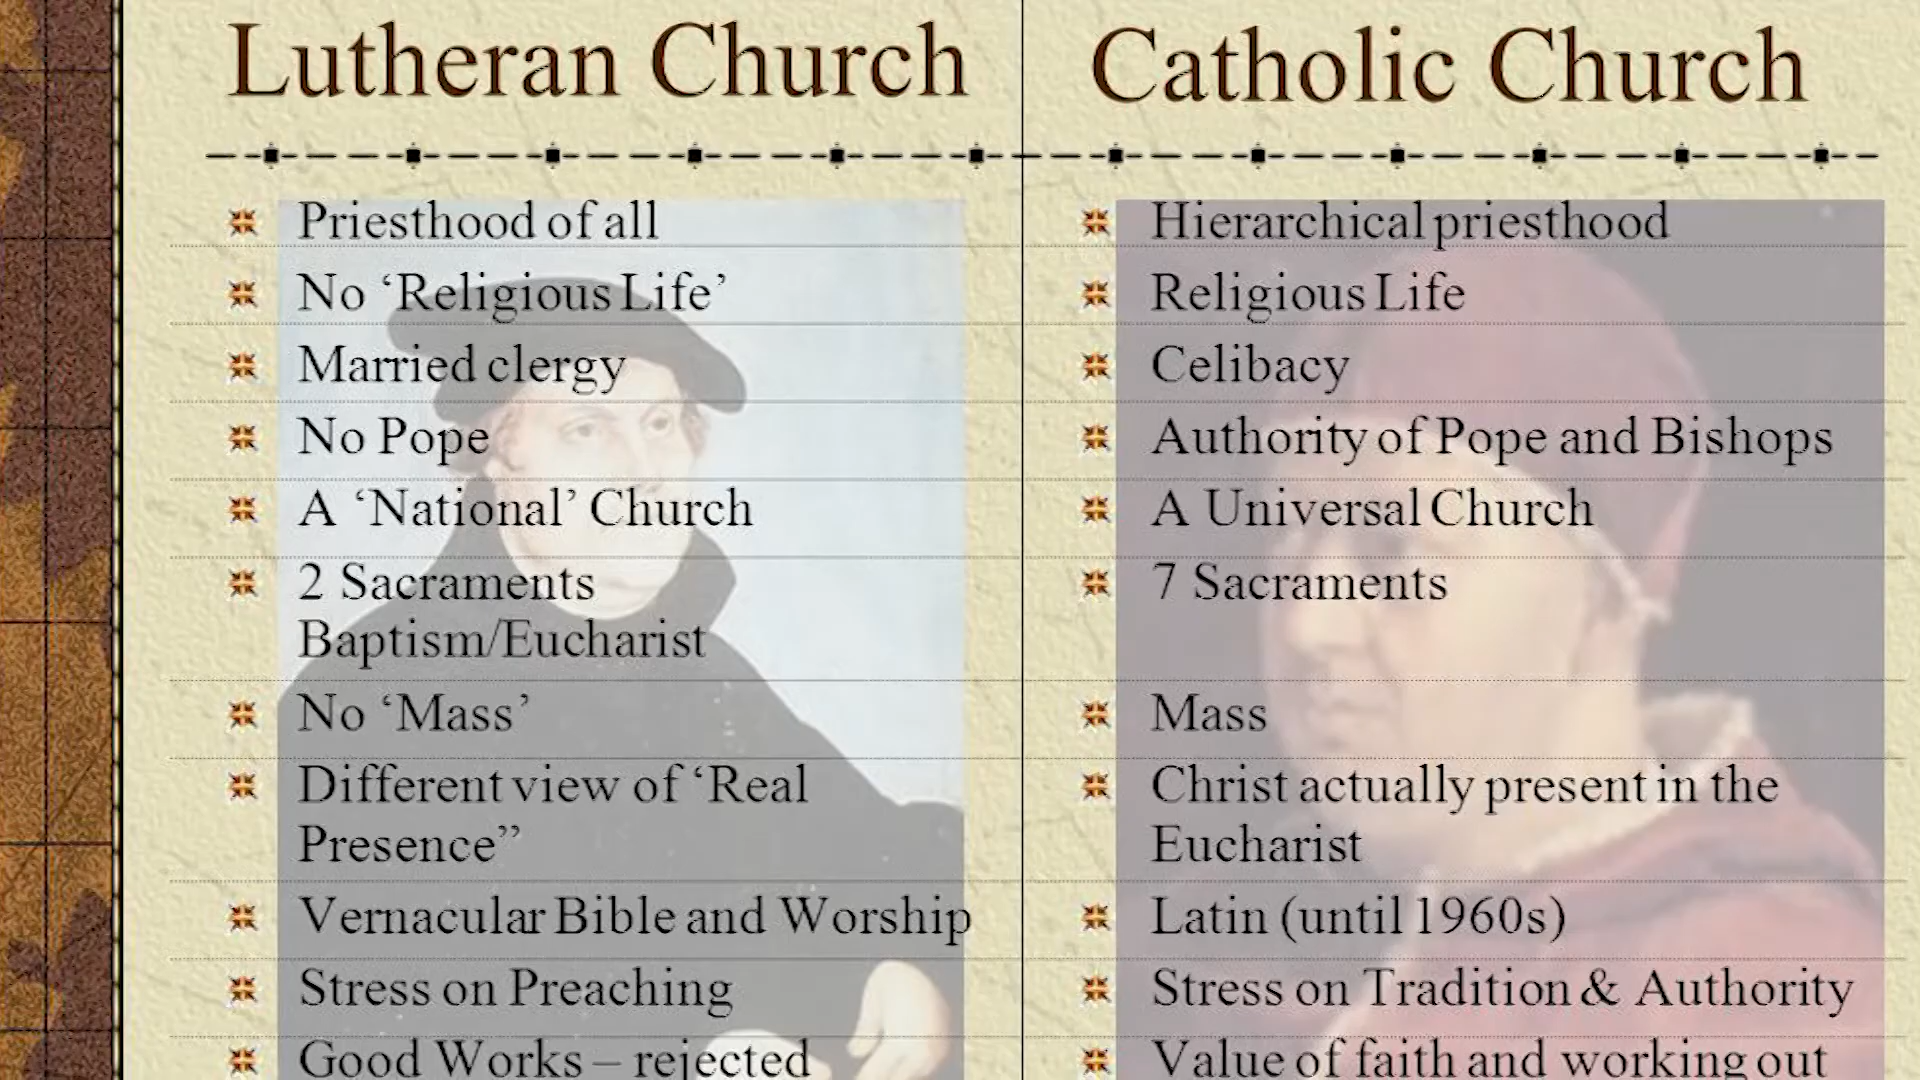 Lutheran Church
Priesthood of all
No ‘Religious Life’
Married clergy
No Pope
A ‘National’ Church
2 Sacraments
Baptism/Eucharist
No ‘Mass’
Different view of ‘Real
Presence”
Vernacular Bible and Worship
Stress on Preaching
Good Works – rejected
Catholic Church
Hierarchical priesthood
Religious Life
Celibacy
Authority of Pope and Bishops
A Universal Church
7 Sacraments
Mass
Christ actually present in the
Eucharist
Latin (until 1960s)
Stress on Tradition & Authority
Value of faith and working out